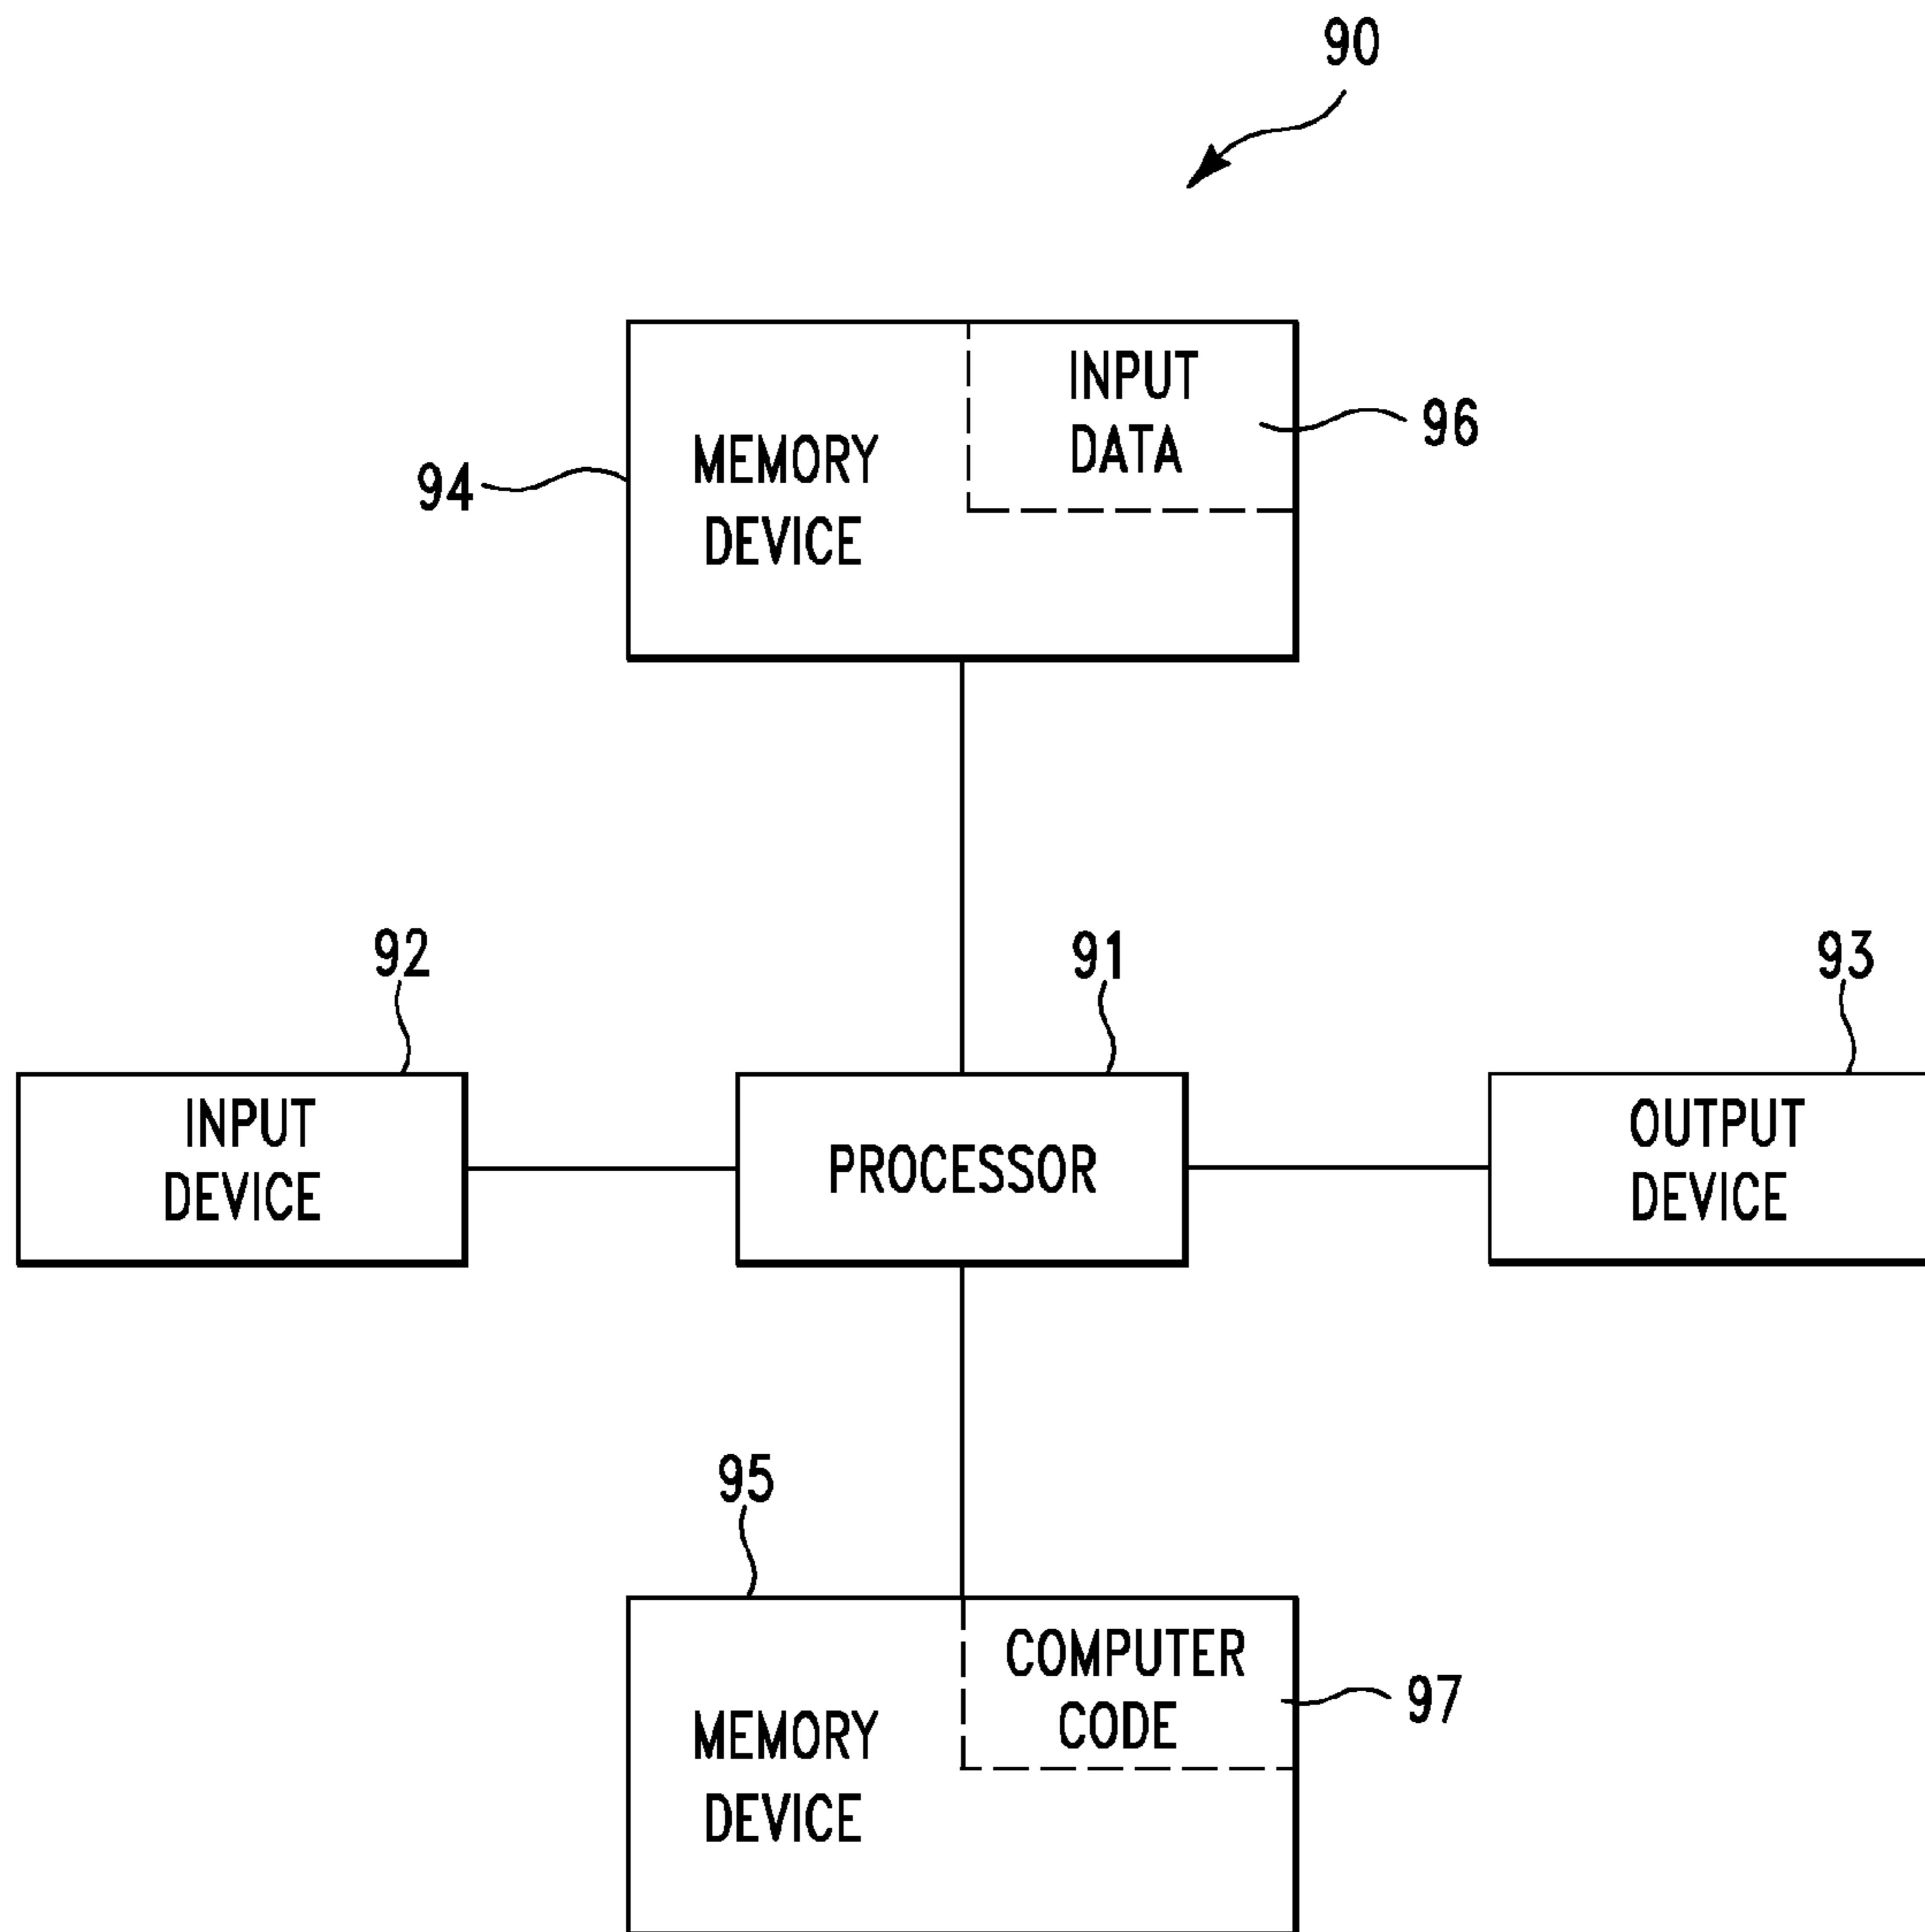 90
INPUT
DATA
96
MEMORY
DEVICE
94
92
91
93
INPUT
DEVICE
PROCESSOR
OUTPUT
DEVICE
95
COMPUTER
CODE
97
MEMORY
DEVICE